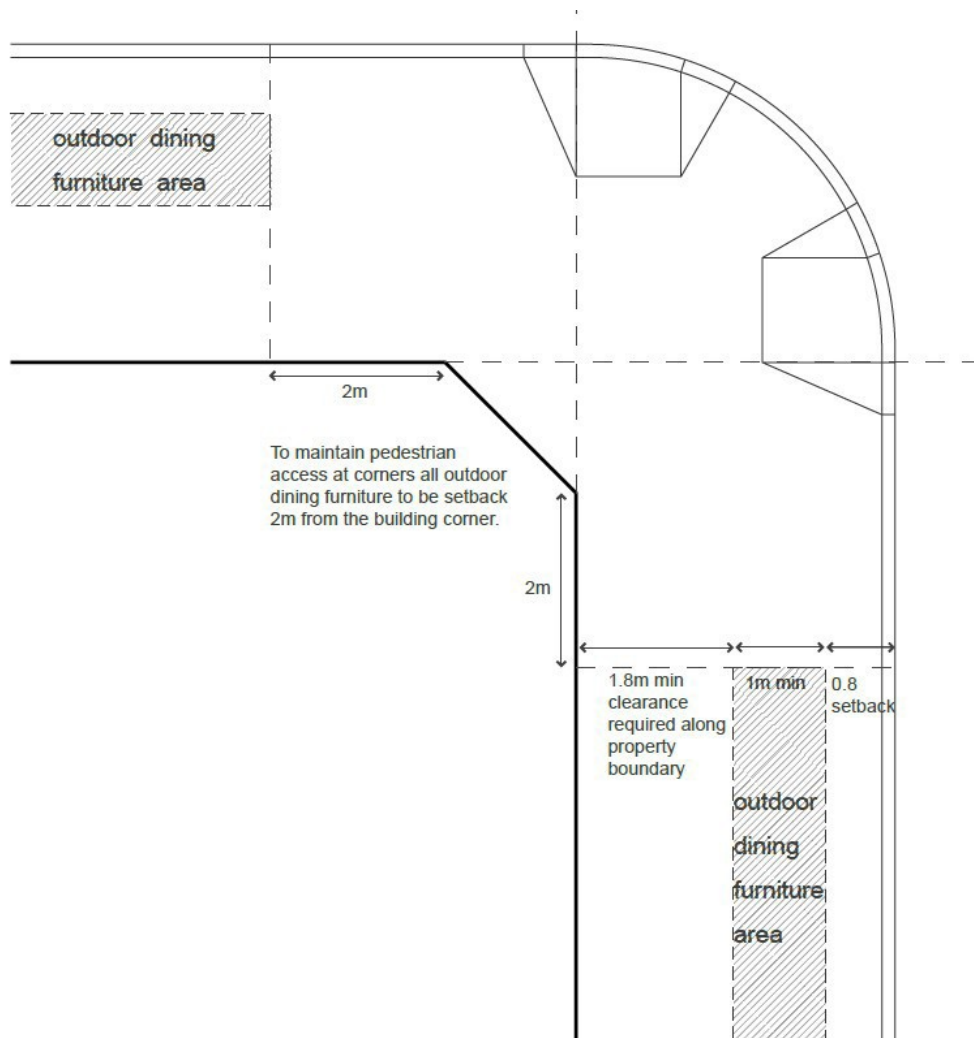 outdoor dining
furniture area
2m
To maintain pedestrian
access at corners all outdoor
dining furniture to be setback
2m from the building corner.
2m
1.8m min
clearance
required along
property
boundary
1m min
0.8
setback
outdoor
dining
furniture
area